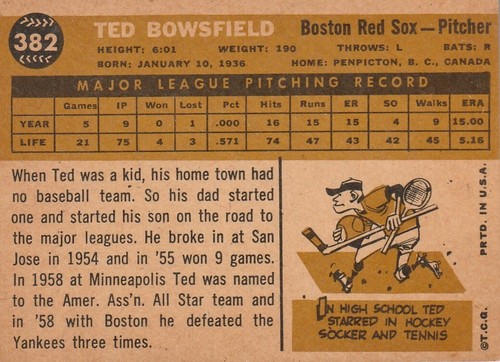 382
TED BOWSFIELD Boston Red Sox—Pitcher
HEIGHT: 6:01 WEIGHT: 190 THROWS: L BATS: R
BORN: JANUARY 10, 1936 HOME: PENPICTON, B. C., CANADA
MAJOR LEAGUE PITCHING RECORD
Games IP Won Lost Pct Hits Runs ER SO Walks ERA
YEAR 5 9 0 1 .000 16 15 15 4 9 15.00
LIFE 21 75 4 3 .571 74 47 43 42 45 5.16
When Ted was a kid, his home town had
no baseball team. So his dad started
one and started his son on the road to
the major leagues. He broke in at San
Jose in 1954 and in '55 won 9 games.
In 1958 at Minneapolis Ted was named
to the Amer. Ass'n. All Star team and
in '58 with Boston he defeated the
Yankees three times.
IN HIGH SCHOOL TED
STARRED IN HOCKEY
SOCKER AND TENNIS
©T.C.G. PRTD. IN U.S.A.